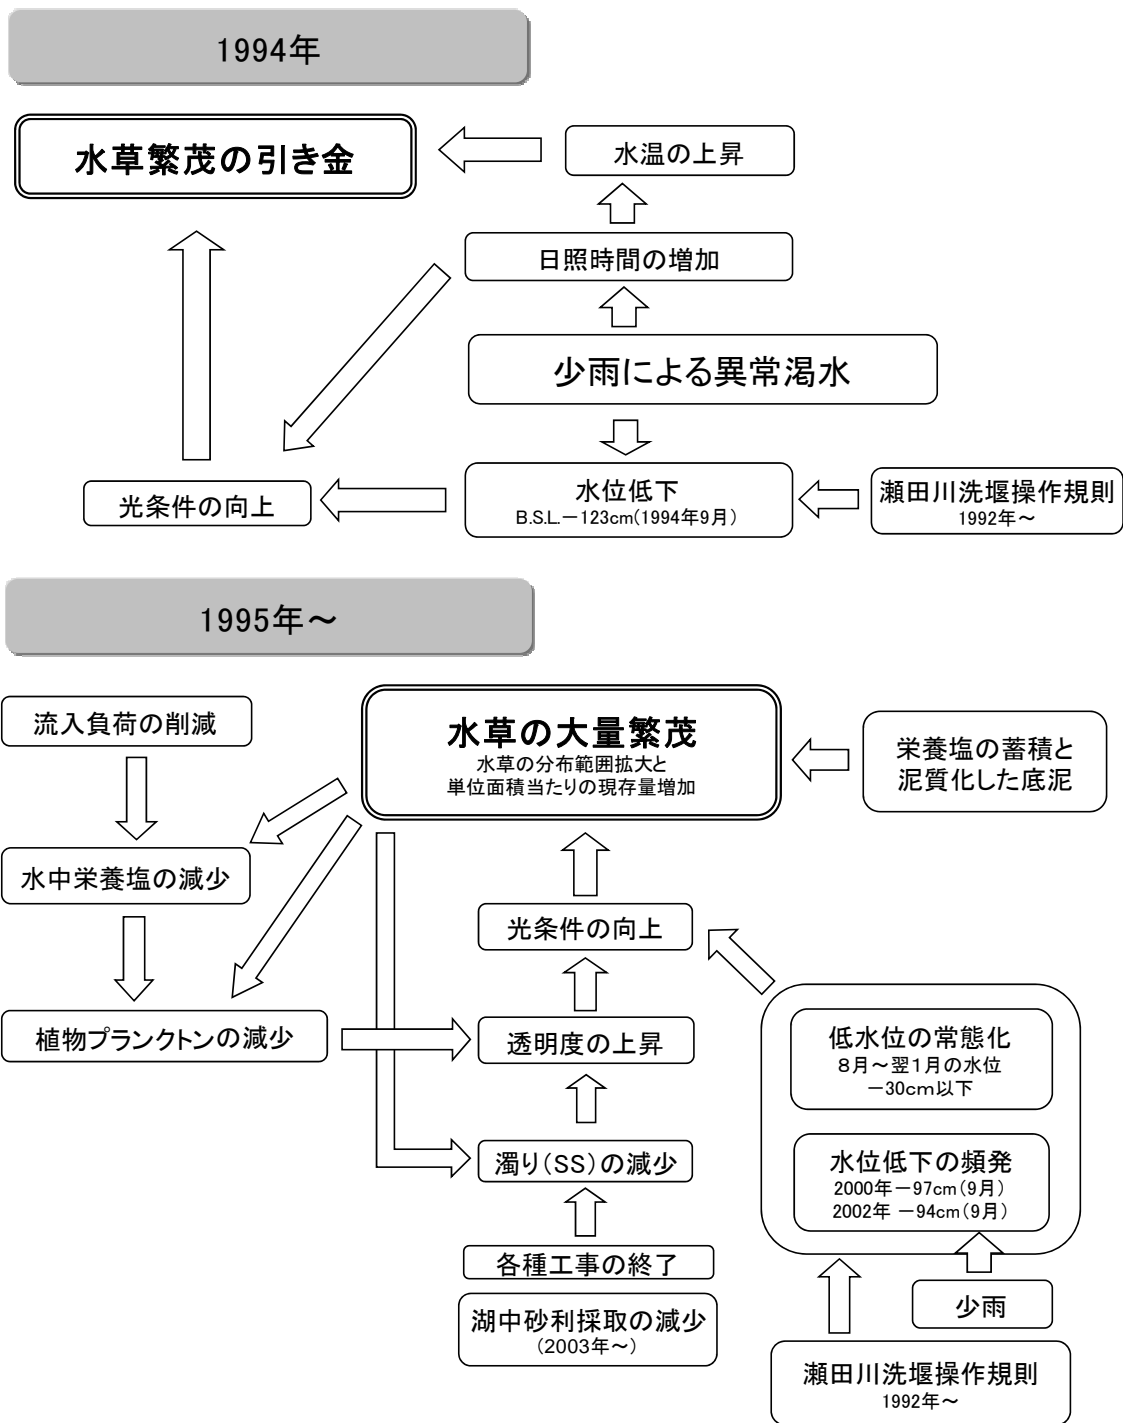 1994年
水草繁茂の引き金
水温の上昇
日照時間の増加
少雨による異常渇水
光条件の向上
水位低下
B.S.L.－123cm(1994年9月)
瀬田川洗堰操作規則
1992年～
1995年～
流入負荷の削減
水草の大量繁茂
水草の分布範囲拡大と
単位面積当たりの現存量増加
栄養塩の蓄積と
泥質化した底泥
水中栄養塩の減少
光条件の向上
植物プランクトンの減少
透明度の上昇
低水位の常態化
８月～翌１月の水位
－30cm以下
濁り(SS)の減少
水位低下の頻発
2000年－97cm(9月)
2002年 －94cm(9月)
各種工事の終了
湖中砂利採取の減少
(2003年～)
少雨
瀬田川洗堰操作規則
1992年～